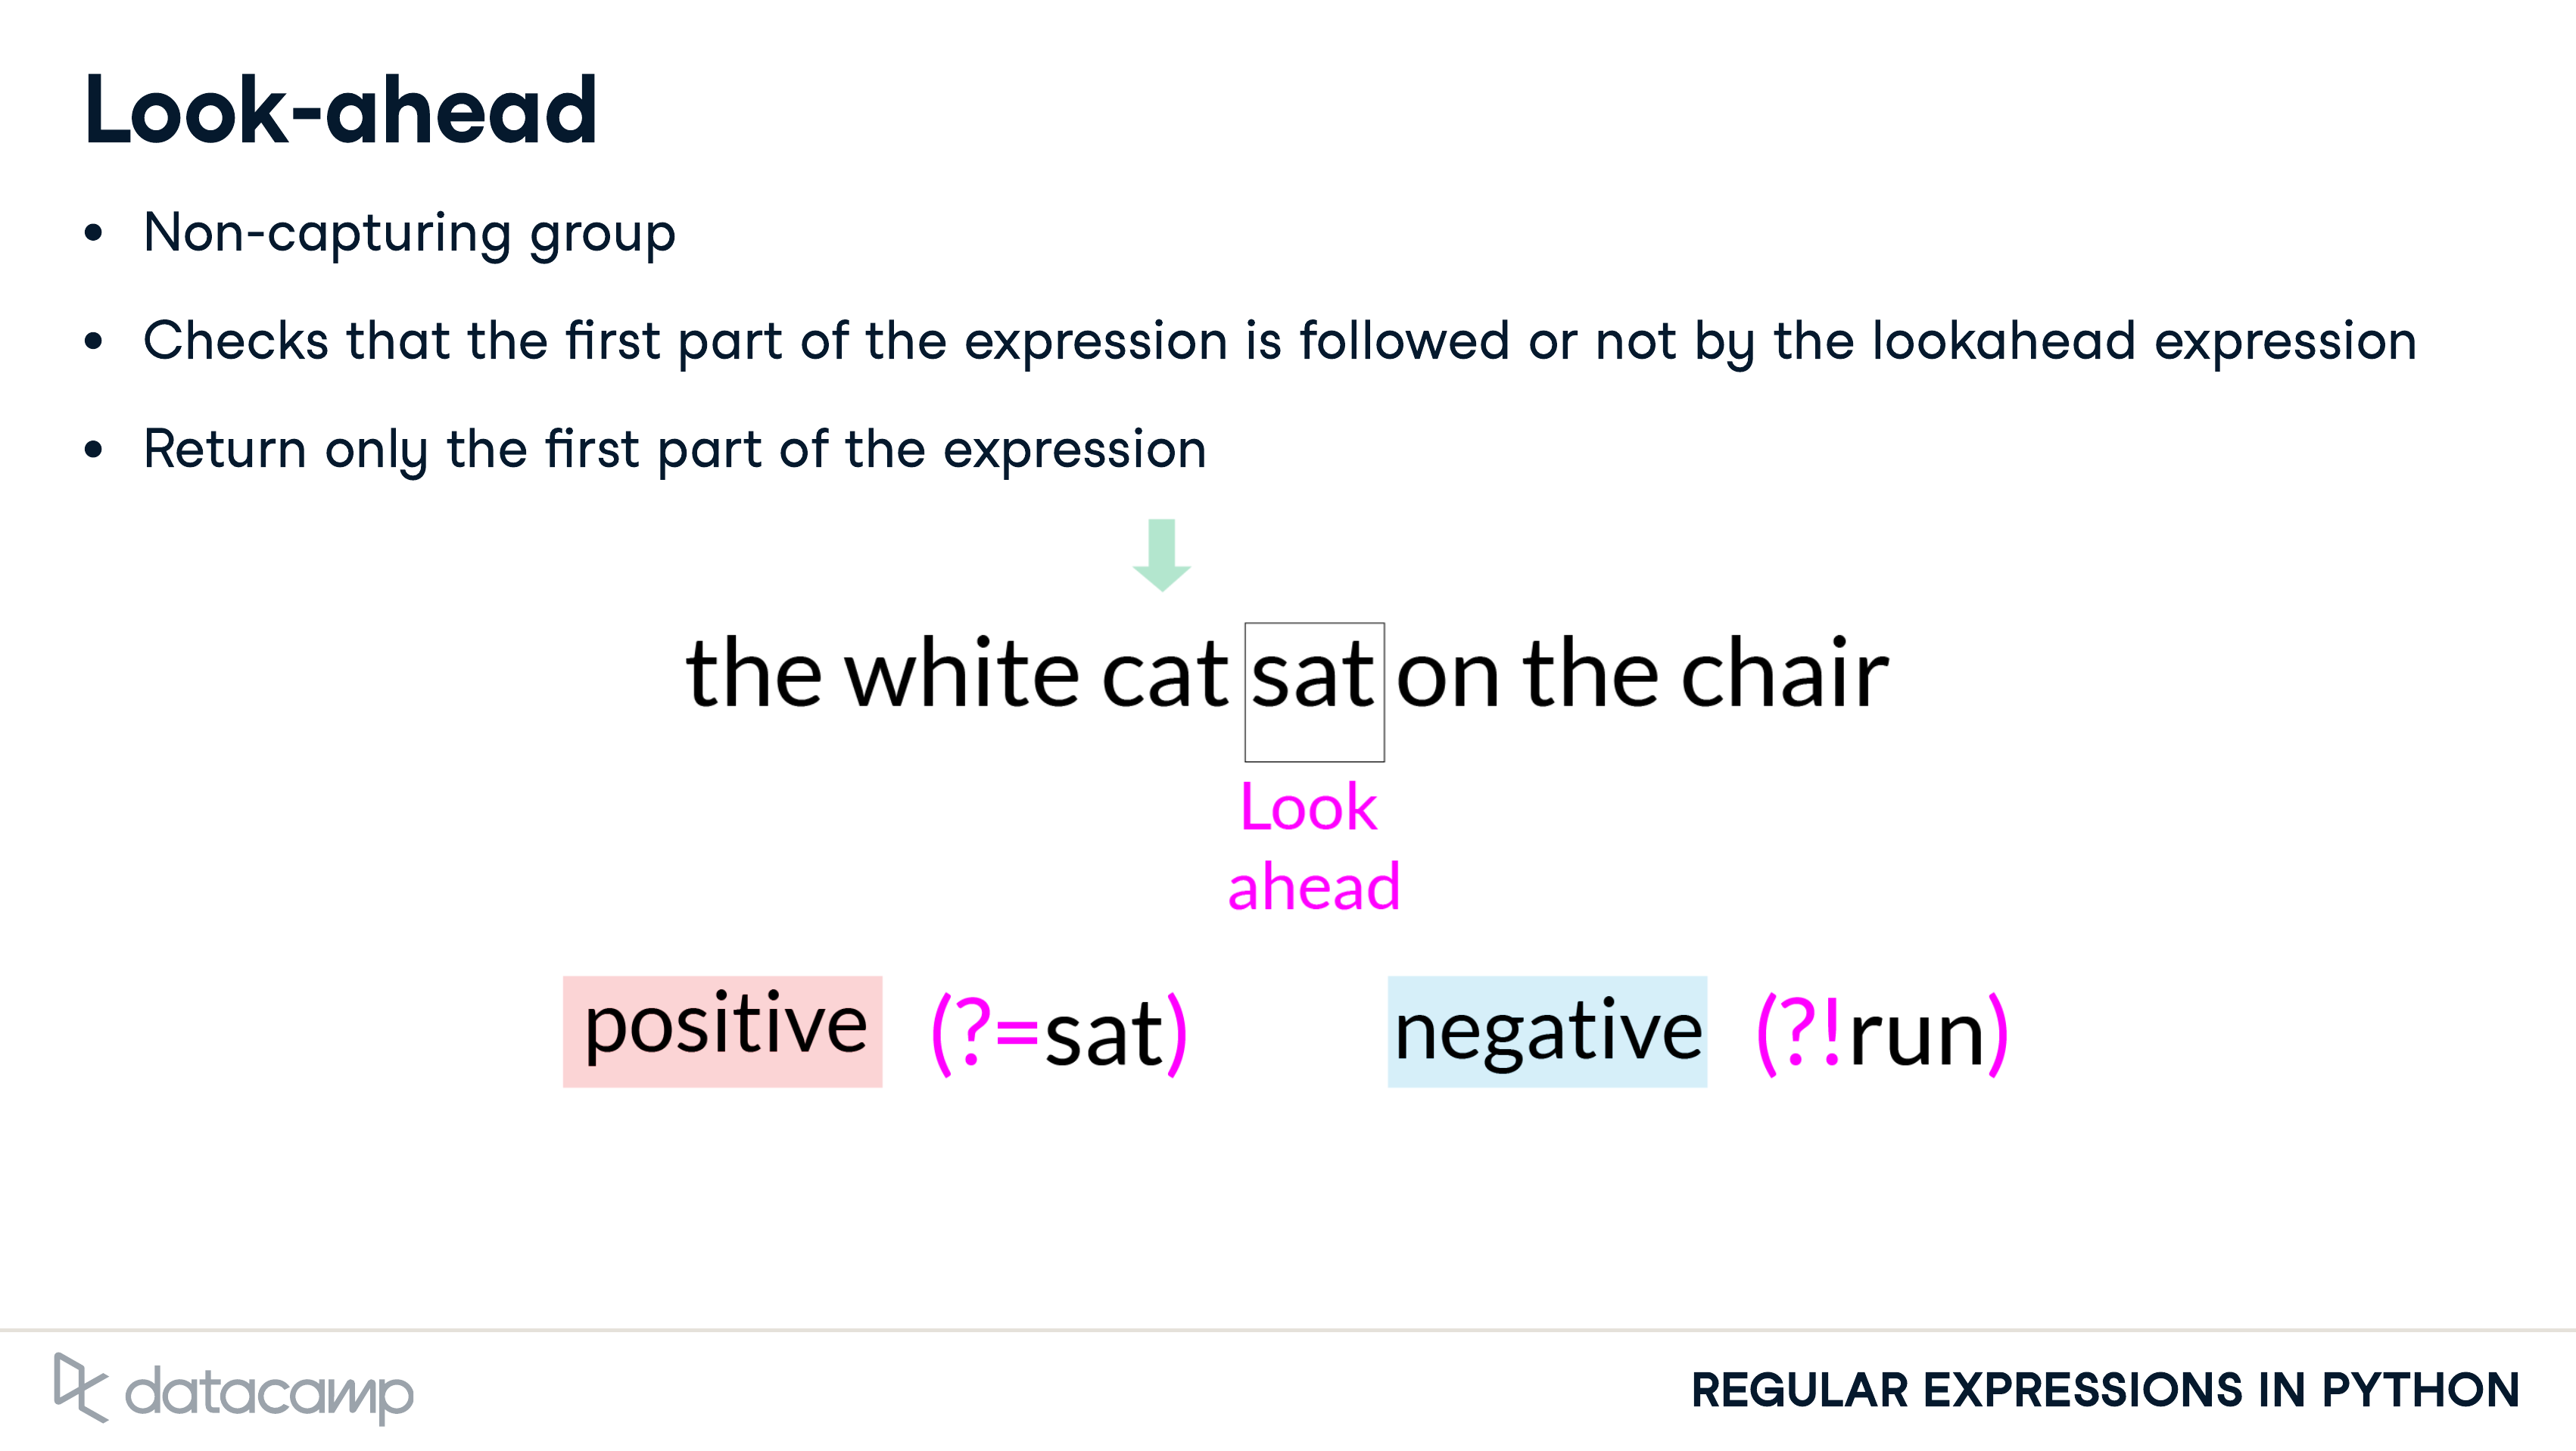 Look-ahead
• Non-capturing group
• Checks that the first part of the expression is followed or not by the lookahead expression
• Return only the first part of the expression
the white cat sat on the chair
Look
ahead
positive (?=sat) negative (?!run)
datacamp REGULAR EXPRESSIONS IN PYTHON